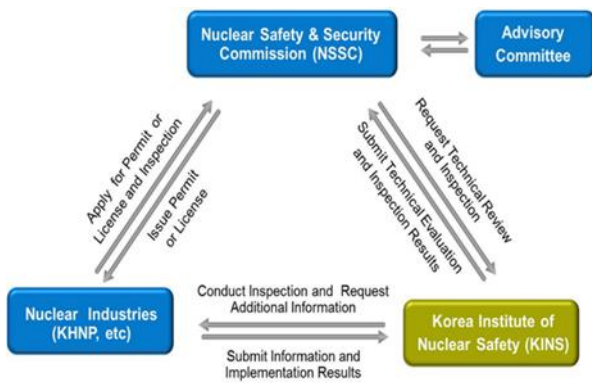 Nuclear Safety & Security
Commission (NSSC)
Advisory
Committee
Apply for Permit or
License and Inspection
Issue Permit
or License
Request Technical Review
and Inspection
Submit Technical Evaluation
and Inspection Results
Nuclear Industries
(KHNP, etc)
Conduct Inspection and Request
Additional Information
Submit Information and
Implementation Results
Korea Institute of
Nuclear Safety (KINS)